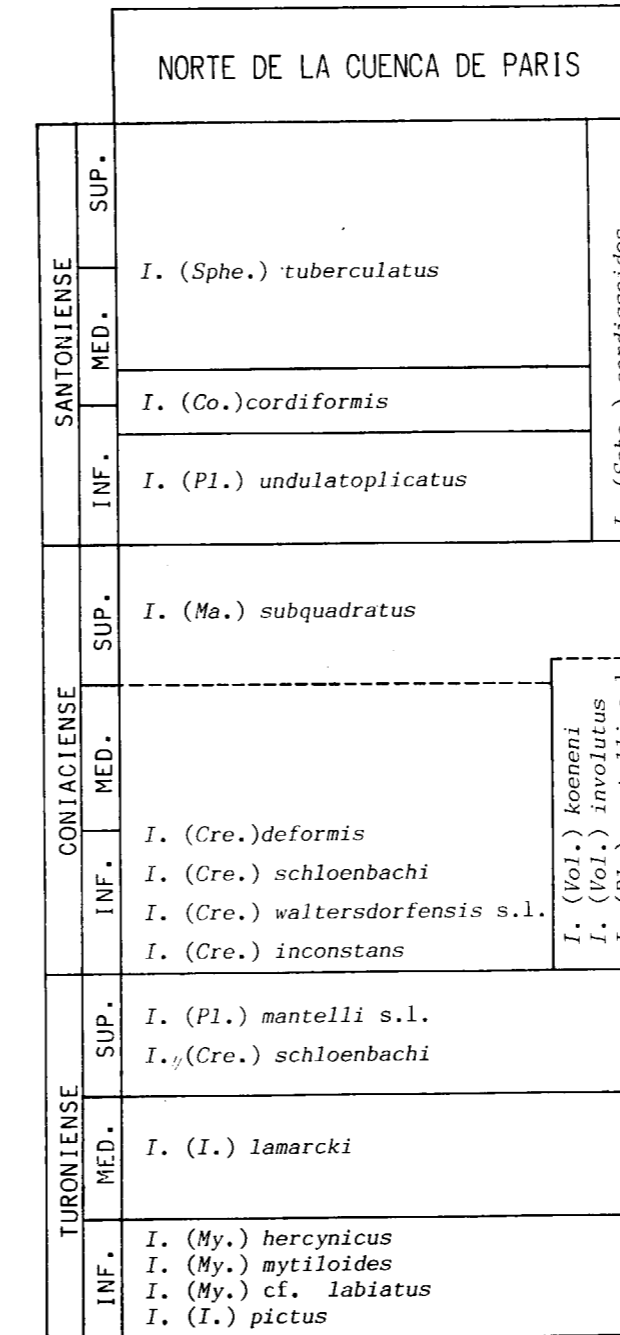 NORTE DE LA CUENCA DE PARIS
SANTONIENSE
SUP.
MED.
INF.
I. (Sphe.) tuberculatus
I. (Co.)cordiformis
I. (Pl.) undulatoplicatus
CONIACIENSE
SUP.
MED.
INF.
I. (Ma.) subquadratus
I. (Cre.)deformis
I. (Cre.) schloenbachi
I. (Cre.) waltersdorfensis s.l.
I. (Cre.) inconstans
I. (Vol.) koeneni
I. (Vol.) involutus
TURONIENSE
SUP.
MED.
INF.
I. (Pl.) mantelli s.l.
I. (Cre.) schloenbachi
I. (I.) lamarcki
I. (My.) hercynicus
I. (My.) mytiloides
I. (My.) cf. labiatus
I. (I.) pictus